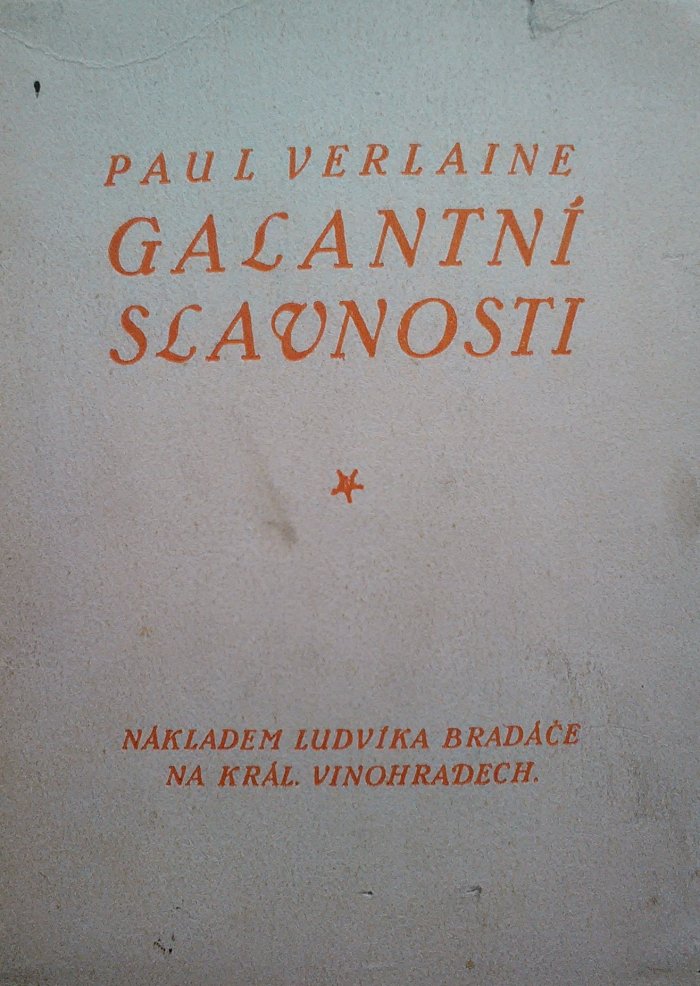 PAUL VERLAINE
GALANTNÍ
SLAVNOSTI
NÁKLADEM LUDVÍKA BRADÁČE
NA KRÁL. VINOHRADECH.